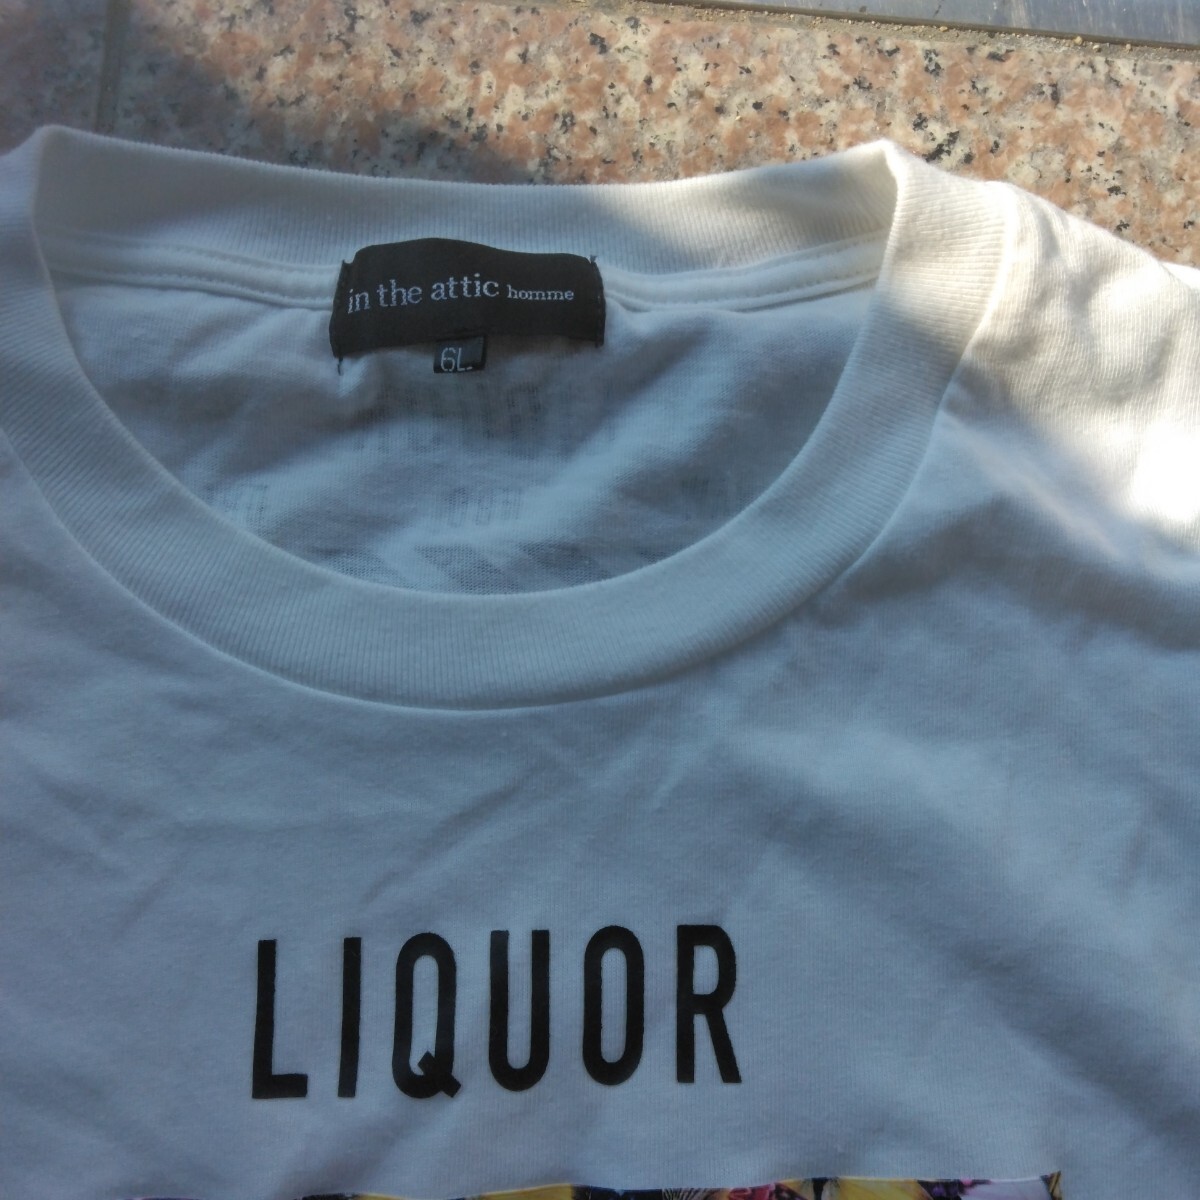 in the attic homme
6L
LIQUOR